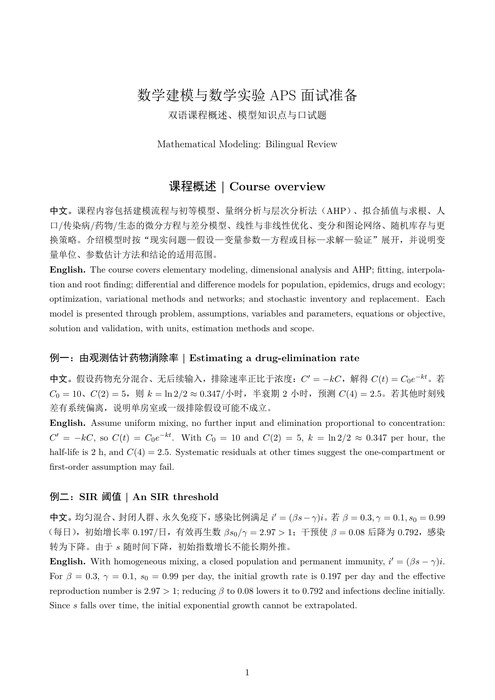 数学建模与数学实验 APS 面试准备
双语课程概述、模型知识点与口试题
Mathematical Modeling: Bilingual Review
课程概述 | Course overview
中文。课程内容包括建模流程与初等模型、量纲分析与层次分析法（AHP）、拟合插值与求根、人
口/传染病/药物/生态的微分方程与差分模型、线性与非线性优化、变分和图论网络、随机库存与更
换策略。介绍模型时按“现实问题—假设—变量参数—方程或目标—求解—验证”展开，并说明变
量单位、参数估计方法和结论的适用范围。
English. The course covers elementary modeling, dimensional analysis and AHP; fitting, interpola-
tion and root finding; differential and difference models for population, epidemics, drugs and ecology;
optimization, variational methods and networks; and stochastic inventory and replacement. Each
model is presented through problem, assumptions, variables and parameters, equations or objective,
solution and validation, with units, estimation methods and scope.
例一：由观测估计药物消除率 | Estimating a drug-elimination rate
中文。假设药物充分混合、无后续输入，排除速率正比于浓度：C′ = −kC，解得 C(t) = C₀e⁻ᵏᵗ。若
C₀ = 10、C(2) = 5，则 k = ln 2/2 ≈ 0.347/小时，半衰期 2 小时，预测 C(4) = 2.5。若其他时刻残
差有系统偏离，说明单房室或一级排除假设可能不成立。
English. Assume uniform mixing, no further input and elimination proportional to concentration:
C′ = −kC, so C(t) = C₀e⁻ᵏᵗ. With C₀ = 10 and C(2) = 5, k = ln 2/2 ≈ 0.347 per hour, the
half-life is 2 h, and C(4) = 2.5. Systematic residuals at other times suggest the one-compartment or
first-order assumption may fail.
例二：SIR 阈值 | An SIR threshold
中文。均匀混合、封闭人群、永久免疫下，感染比例满足 i′ = (βs − γ)i。若 β = 0.3, γ = 0.1, s₀ = 0.99
（每日），初始增长率 0.197/日，有效再生数 βs₀/γ = 2.97 > 1；干预使 β = 0.08 后降为 0.792，感染
转为下降。由于 s 随时间下降，初始指数增长不能长期外推。
English. With homogeneous mixing, a closed population and permanent immunity, i′ = (βs − γ)i.
For β = 0.3, γ = 0.1, s₀ = 0.99 per day, the initial growth rate is 0.197 per day and the effective
reproduction number is 2.97 > 1; reducing β to 0.08 lowers it to 0.792 and infections decline initially.
Since s falls over time, the initial exponential growth cannot be extrapolated.
1